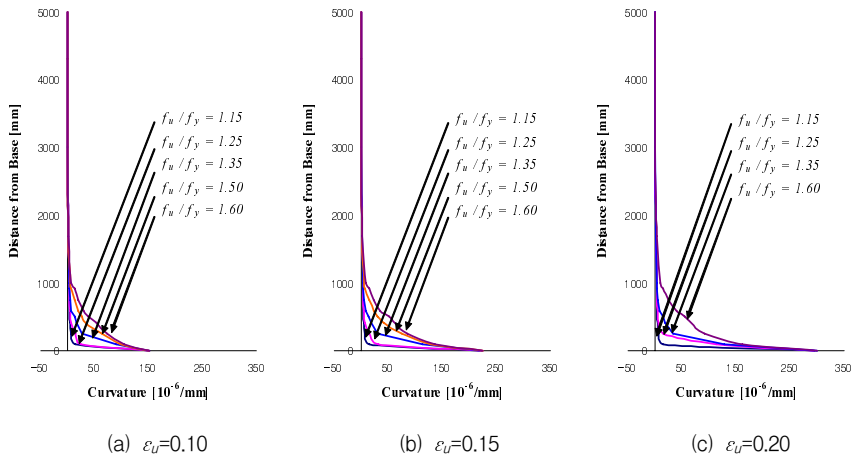 Distance from Base [mm]
5000
4000
3000
2000
1000
0
-50
50
150
250
350
f_u / f_y = 1.15
f_u / f_y = 1.25
f_u / f_y = 1.35
f_u / f_y = 1.50
f_u / f_y = 1.60
Curvature [10^-6/mm]
(a) ε_u=0.10
Distance from Base [mm]
5000
4000
3000
2000
1000
0
-50
50
150
250
350
f_u / f_y = 1.15
f_u / f_y = 1.25
f_u / f_y = 1.35
f_u / f_y = 1.50
f_u / f_y = 1.60
Curvature [10^-6/mm]
(b) ε_u=0.15
Distance from Base [mm]
5000
4000
3000
2000
1000
0
-50
50
150
250
350
f_u / f_y = 1.15
f_u / f_y = 1.25
f_u / f_y = 1.35
f_u / f_y = 1.60
Curvature [10^-6/mm]
(c) ε_u=0.20